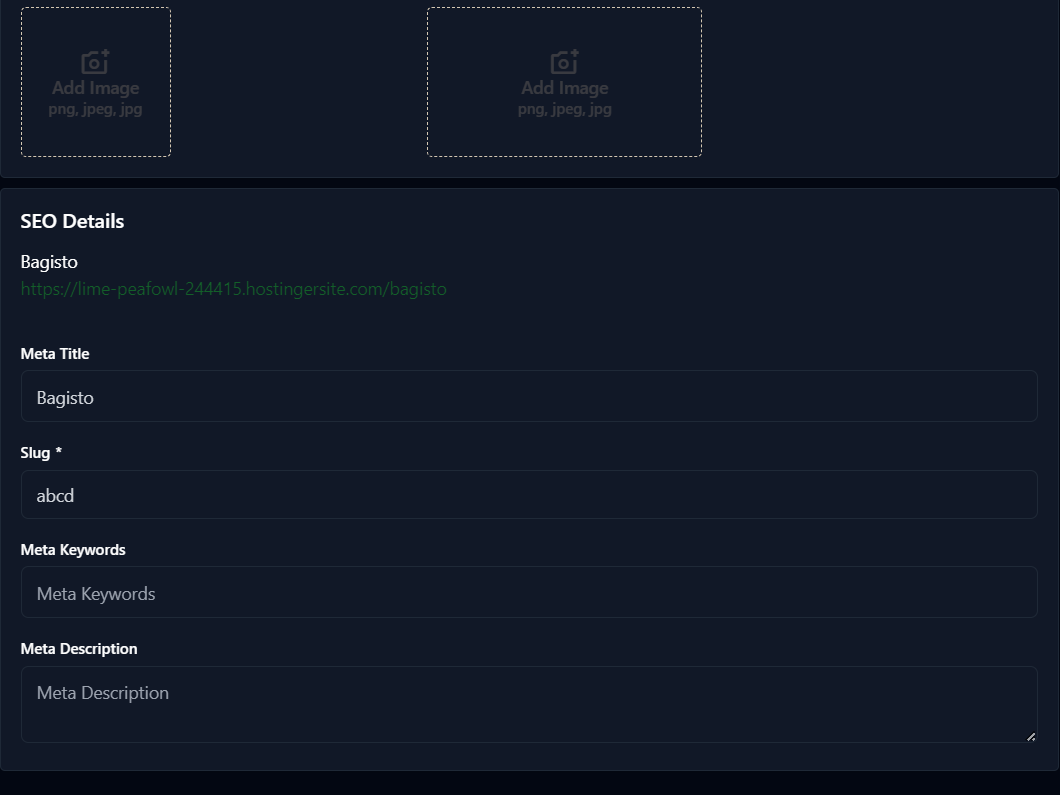 Add Image Add Image
png, jpeg, jpg png, jpeg, jpg
SEO Details
Bagisto
https://lime-peafowl-244415.hostingersite.com/bagisto
Meta Title
Bagisto
Slug *
abcd
Meta Keywords
Meta Keywords
Meta Description
Meta Description